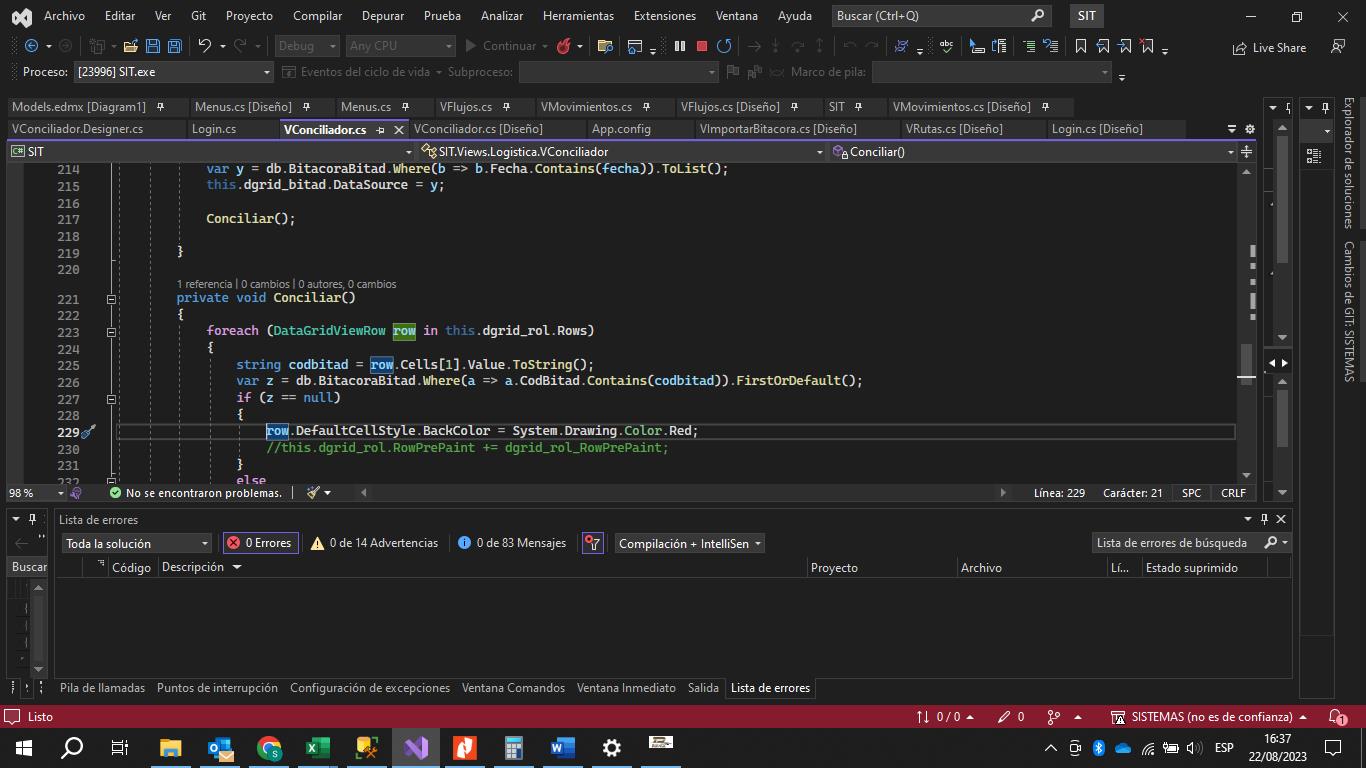 Archivo Editar Ver Git Proyecto Compilar Depurar Prueba Analizar Herramientas Extensiones Ventana Ayuda Buscar (Ctrl+Q) SIT
Debug Any CPU Continuar Live Share
Proceso: [23996] SIT.exe Eventos del ciclo de vida Subproceso: Marco de pila:
Models.edmx [Diagram1] Menus.cs [Diseño] Menus.cs VFlujos.cs VMovimientos.cs VFlujos.cs [Diseño] SIT VMovimientos.cs [Diseño]
VConciliador.Designer.cs Login.cs VConciliador.cs VConciliador.cs [Diseño] App.config VImportarBitacora.cs [Diseño] VRutas.cs [Diseño] Login.cs [Diseño]
C# SIT SIT.Views.Logistica.VConciliador Conciliar()
214 var y = db.BitacoraBitad.Where(b => b.Fecha.Contains(fecha)).ToList();
215 this.dgrid_bitad.DataSource = y;
216
217 Conciliar();
218
219 }
220
1 referencia | 0 cambios | 0 autores, 0 cambios
221 private void Conciliar()
222 {
223 foreach (DataGridViewRow row in this.dgrid_rol.Rows)
224 {
225 string codbitad = row.Cells[1].Value.ToString();
226 var z = db.BitacoraBitad.Where(a => a.CodBitad.Contains(codbitad)).FirstOrDefault();
227 if (z == null)
228 {
229 row.DefaultCellStyle.BackColor = System.Drawing.Color.Red;
230 //this.dgrid_rol.RowPrePaint += dgrid_rol_RowPrePaint;
231 }
232 else
98 % No se encontraron problemas. Línea: 229 Carácter: 21 SPC CRLF
Explorador de soluciones
Cambios de GIT: SISTEMAS
Lista de errores
Toda la solución 0 Errores 0 de 14 Advertencias 0 de 83 Mensajes Compilación + IntelliSen Lista de errores de búsqueda
Buscar Código Descripción Proyecto Archivo Lí... Estado suprimido
Pila de llamadas Puntos de interrupción Configuración de excepciones Ventana Comandos Ventana Inmediato Salida Lista de errores
Listo 0 / 0 0 SISTEMAS (no es de confianza) 1
ESP 16:37
22/08/2023